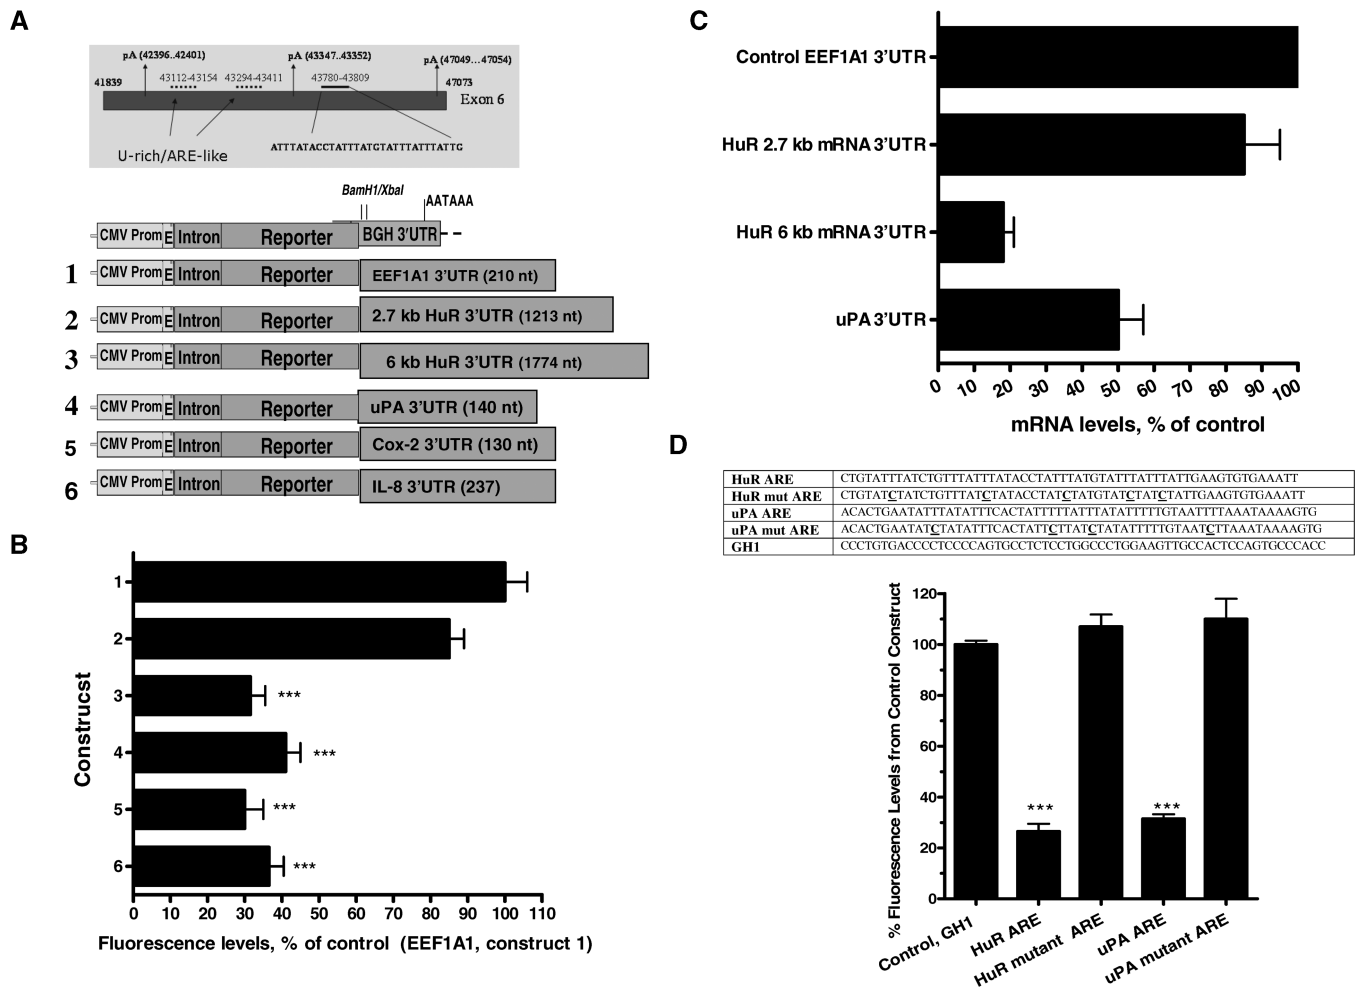 A
pA (42396..42401)
pA (43347..43352)
pA (47049...47054)
41839
43112-43154
43294-43411
43780-43809
47073
Exon 6
U-rich/ARE-like
ATTTATACCTATTTATGTATTTATTTATTG
BamH1/XbaI
AATAAA
CMV Prom E Intron Reporter BGH 3'UTR
1 CMV Prom E Intron Reporter EEF1A1 3'UTR (210 nt)
2 CMV Prom E Intron Reporter 2.7 kb HuR 3'UTR (1213 nt)
3 CMV Prom E Intron Reporter 6 kb HuR 3'UTR (1774 nt)
4 CMV Prom E Intron Reporter uPA 3'UTR (140 nt)
5 CMV Prom E Intron Reporter Cox-2 3'UTR (130 nt)
6 CMV Prom E Intron Reporter IL-8 3'UTR (237)
B
Construcst
1
2
3 ***
4 ***
5 ***
6 ***
0 10 20 30 40 50 60 70 80 90 100 110
Fluorescence levels, % of control (EEF1A1, construct 1)
C
Control EEF1A1 3'UTR
HuR 2.7 kb mRNA 3'UTR
HuR 6 kb mRNA 3'UTR
uPA 3'UTR
0 10 20 30 40 50 60 70 80 90 100
mRNA levels, % of control
D
HuR ARE CTGTATTTATCTGTTTATTTATACCTATTTATGTATTTATTTATTGAAGTGTGAAATT
HuR mut ARE CTGTATCTATCTGTTTATCTATACCTATCTATGTATCTATCTATTGAAGTGTGAAATT
uPA ARE ACACTGAATATTTATATTTCACTATTTTTATTTATATTTTTGTAATTTTAAATAAAAGTG
uPA mut ARE ACACTGAATATCTATATTTCACTATTCTTATCTATATTTTTGTAATCTTAAATAAAAGTG
GH1 CCCTGTGACCCCTCCCCAGTGCCTCTCCTGGCCCTGGAAGTTGCCACTCCAGTGCCCACC
% Fluorescence Levels from Control Construct
120
100
80
60
40
20
0
*** ***
Control, GH1
HuR ARE
HuR mutant ARE
uPA ARE
uPA mutant ARE